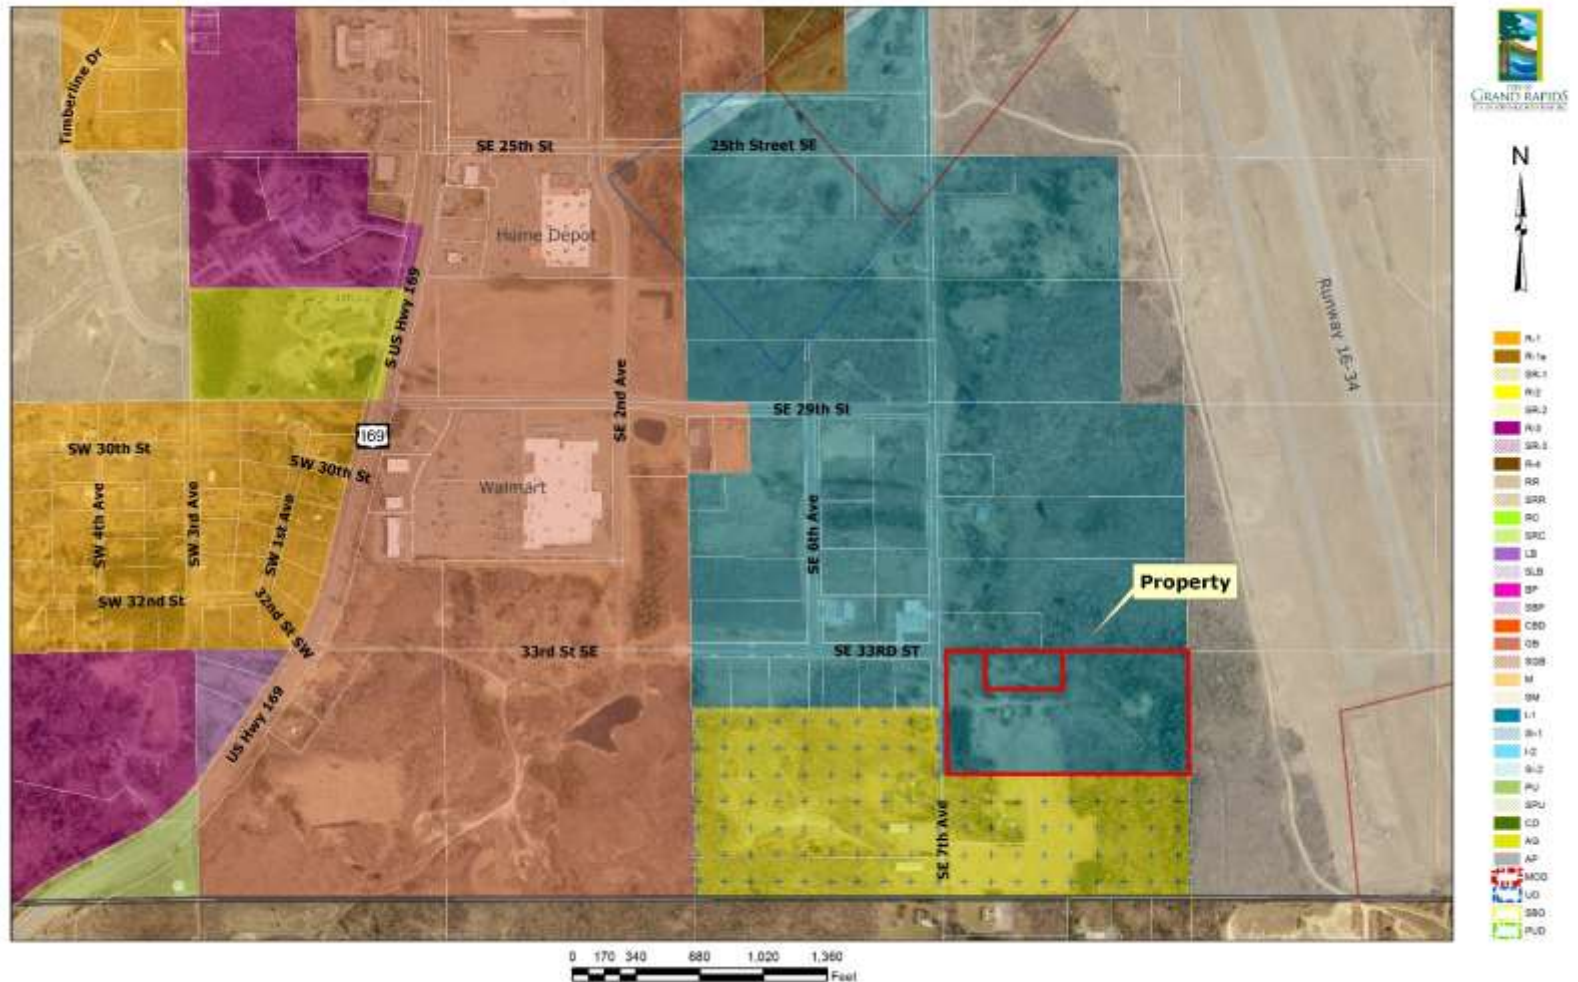 Timberline Dr
SE 25th St
25th Street SE
Home Depot
S US Hwy 169
Runway 16-34
SE 2nd Ave
SE 29th St
169
SW 30th St
SW 30th St
Walmart
SW 4th Ave
SW 3rd Ave
SW 1st Ave
SE 6th Ave
SW 32nd St
32nd St SW
Property
33rd St SE
SE 33RD ST
US Hwy 169
SE 7th Ave
GRAND RAPIDS
N
R-1
R-1a
SR-1
R-2
SR-2
R-3
SR-3
R-4
RR
SRR
RC
SRC
LB
SLB
BP
SBP
CBD
GB
SGB
M
SM
I-1
SI-1
I-2
SI-2
PU
SPU
CD
AG
AP
MOD
UD
PUD
0 170 340 680 1,020 1,360
Feet